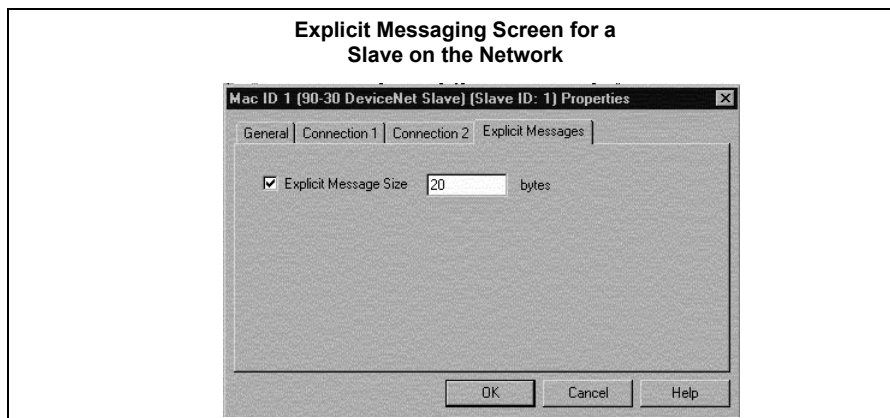 Explicit Messaging Screen for a
Slave on the Network
Mac ID 1 (90-30 DeviceNet Slave) (Slave ID: 1) Properties
General
Connection 1
Connection 2
Explicit Messages
Explicit Message Size 20 bytes
OK
Cancel
Help